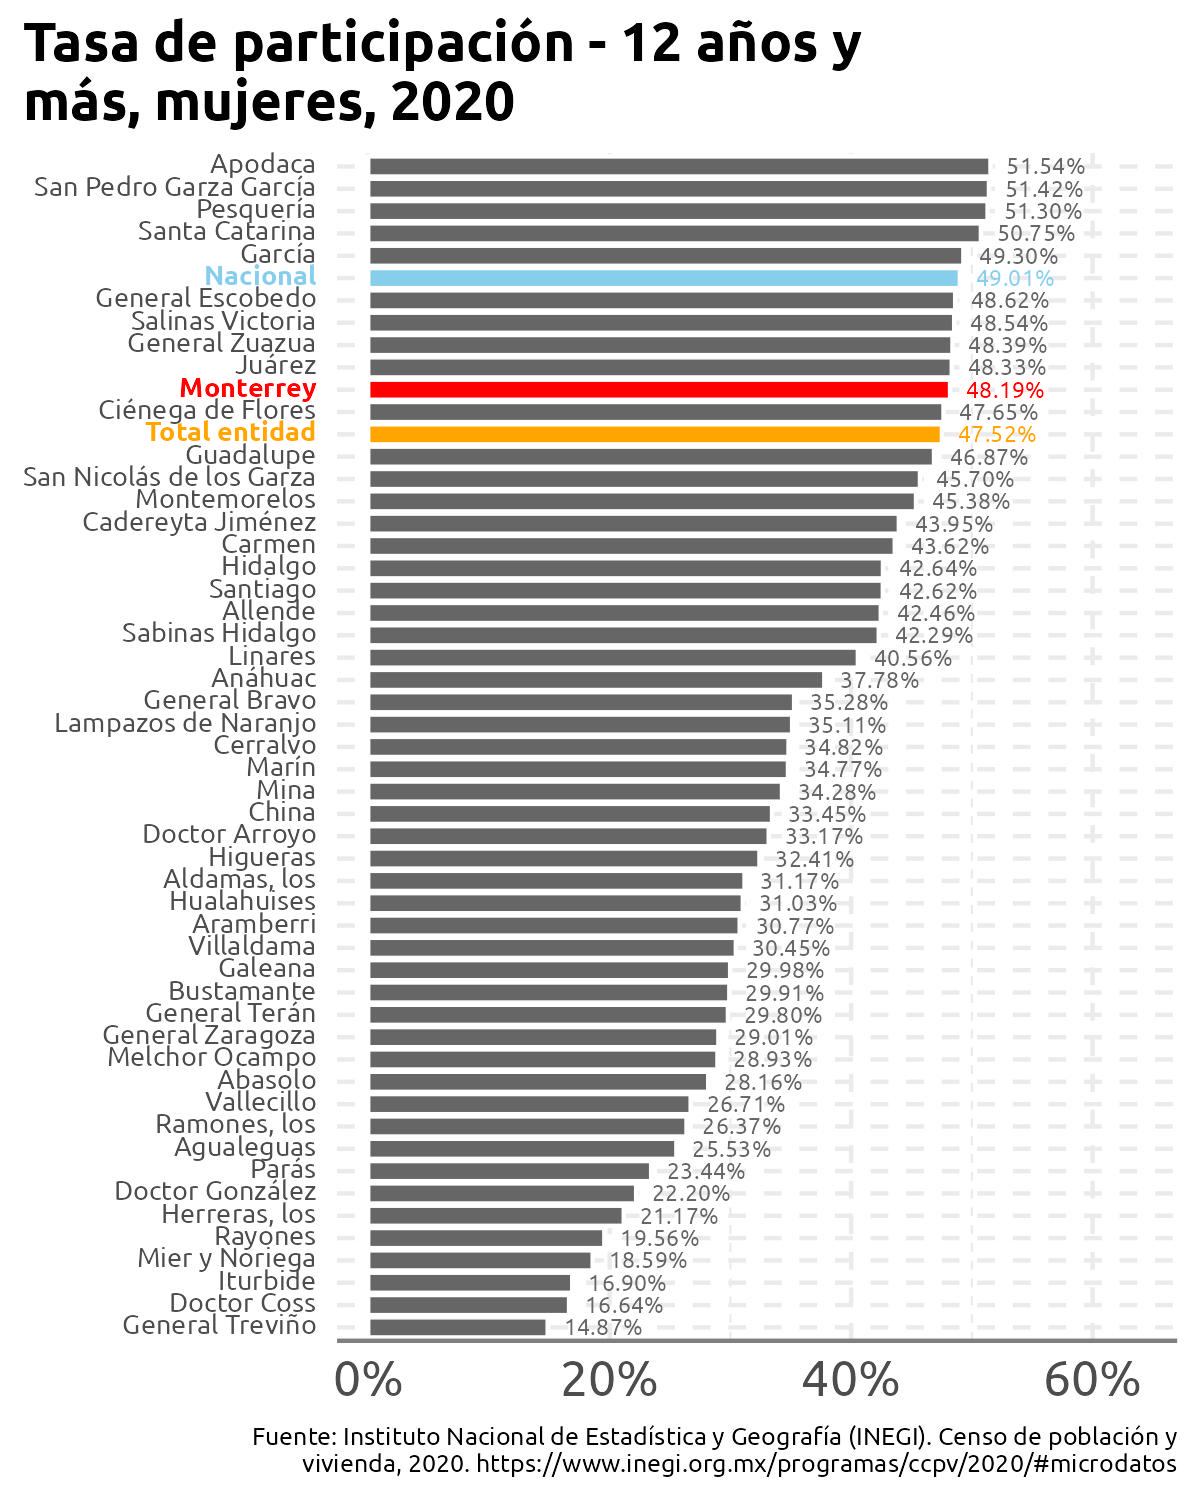 Tasa de participación - 12 años y
más, mujeres, 2020
Apodaca 51.54%
San Pedro Garza García 51.42%
Pesquería 51.30%
Santa Catarina 50.75%
García 49.30%
Nacional 49.01%
General Escobedo 48.62%
Salinas Victoria 48.54%
General Zuazua 48.39%
Juárez 48.33%
Monterrey 48.19%
Ciénega de Flores 47.65%
Total entidad 47.52%
Guadalupe 46.87%
San Nicolás de los Garza 45.70%
Montemorelos 45.38%
Cadereyta Jiménez 43.95%
Carmen 43.62%
Hidalgo 42.64%
Santiago 42.62%
Allende 42.46%
Sabinas Hidalgo 42.29%
Linares 40.56%
Anáhuac 37.78%
General Bravo 35.28%
Lampazos de Naranjo 35.11%
Cerralvo 34.82%
Marín 34.77%
Mina 34.28%
China 33.45%
Doctor Arroyo 33.17%
Higueras 32.41%
Aldamas, los 31.17%
Hualahuises 31.03%
Aramberri 30.77%
Villaldama 30.45%
Galeana 29.98%
Bustamante 29.91%
General Terán 29.80%
General Zaragoza 29.01%
Melchor Ocampo 28.93%
Abasolo 28.16%
Vallecillo 26.71%
Ramones, los 26.37%
Agualeguas 25.53%
Parás 23.44%
Doctor González 22.20%
Herreras, los 21.17%
Rayones 19.56%
Mier y Noriega 18.59%
Iturbide 16.90%
Doctor Coss 16.64%
General Treviño 14.87%
0% 20% 40% 60%
Fuente: Instituto Nacional de Estadística y Geografía (INEGI). Censo de población y
vivienda, 2020. https://www.inegi.org.mx/programas/ccpv/2020/#microdatos